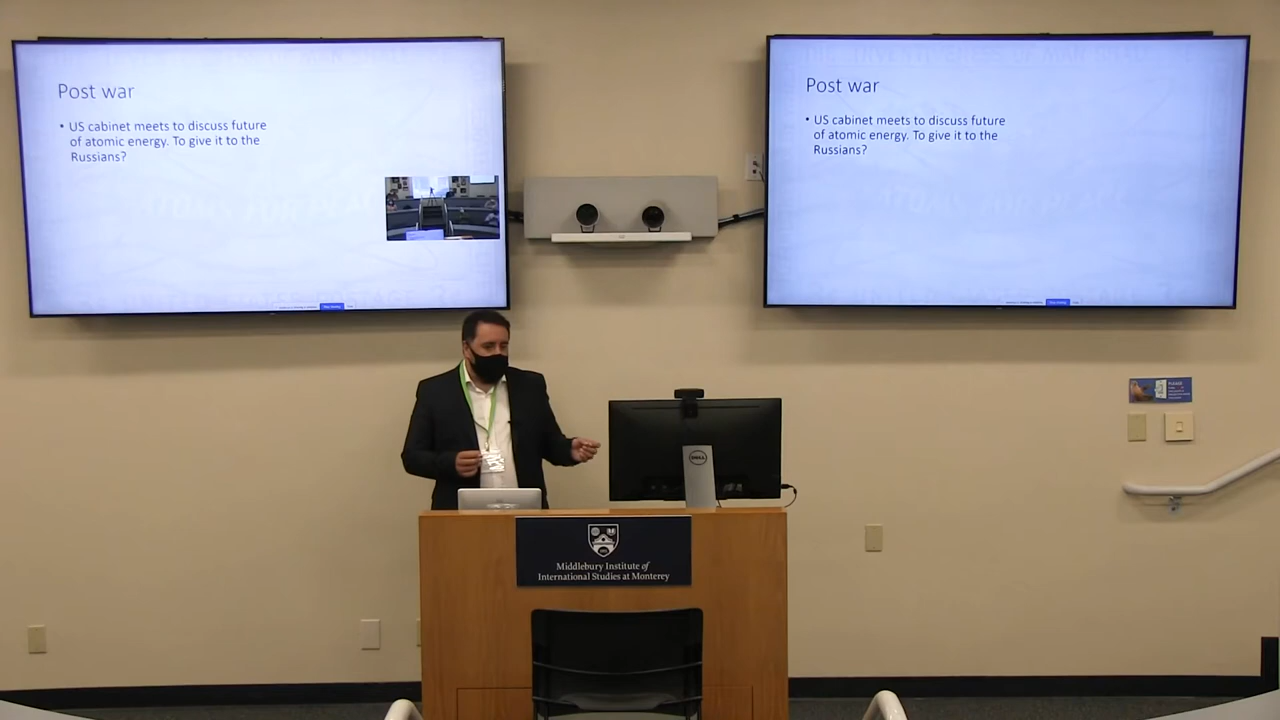 Post war
• US cabinet meets to discuss future
of atomic energy. To give it to the
Russians?
Post war
• US cabinet meets to discuss future
of atomic energy. To give it to the
Russians?
PLEASE
DELL
Middlebury Institute of
International Studies at Monterey